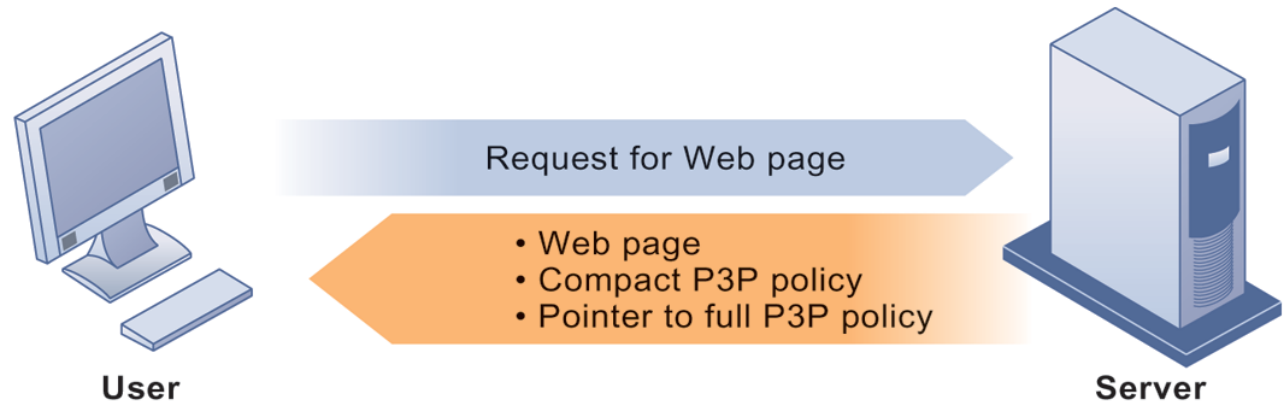 Request for Web page
• Web page
• Compact P3P policy
• Pointer to full P3P policy
User
Server